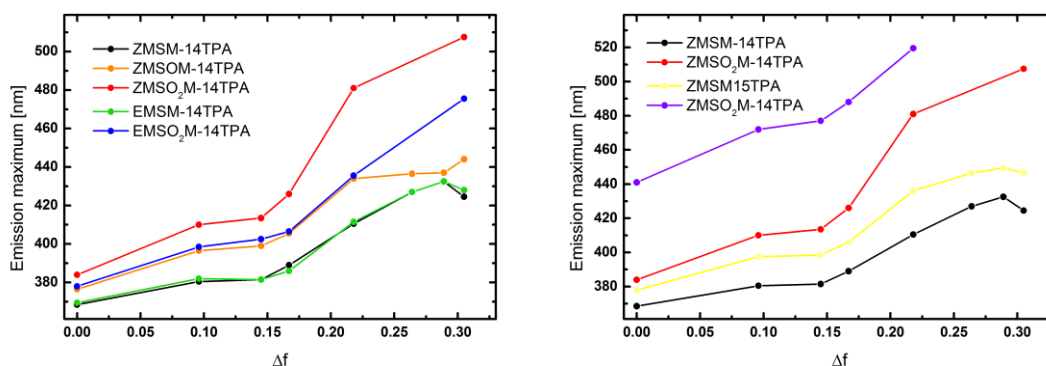 ZMSM-14TPA
ZMSOM-14TPA
ZMSO₂M-14TPA
EMSM-14TPA
EMSO₂M-14TPA
Emission maximum [nm]
500
480
460
440
420
400
380
0.00 0.05 0.10 0.15 0.20 0.25 0.30
Δf
ZMSM-14TPA
ZMSO₂M-14TPA
ZMSM15TPA
ZMSO₂M-14TPA
Emission maximum [nm]
520
500
480
460
440
420
400
380
0.00 0.05 0.10 0.15 0.20 0.25 0.30
Δf